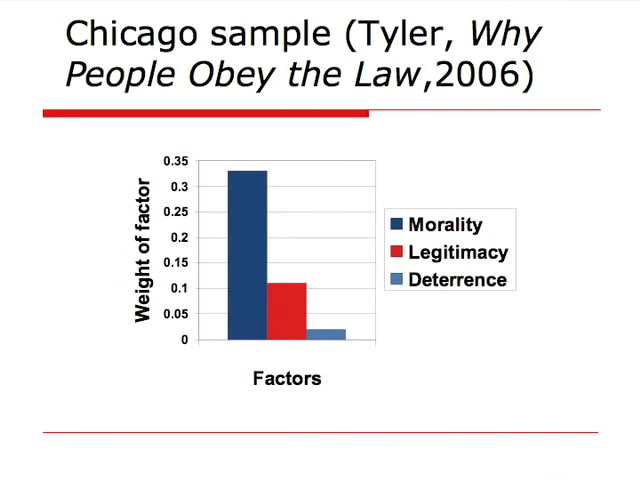 Chicago sample (Tyler, Why
People Obey the Law,2006)
0.35
0.3
0.25
0.2
0.15
0.1
0.05
0
Weight of factor
Factors
Morality
Legitimacy
Deterrence